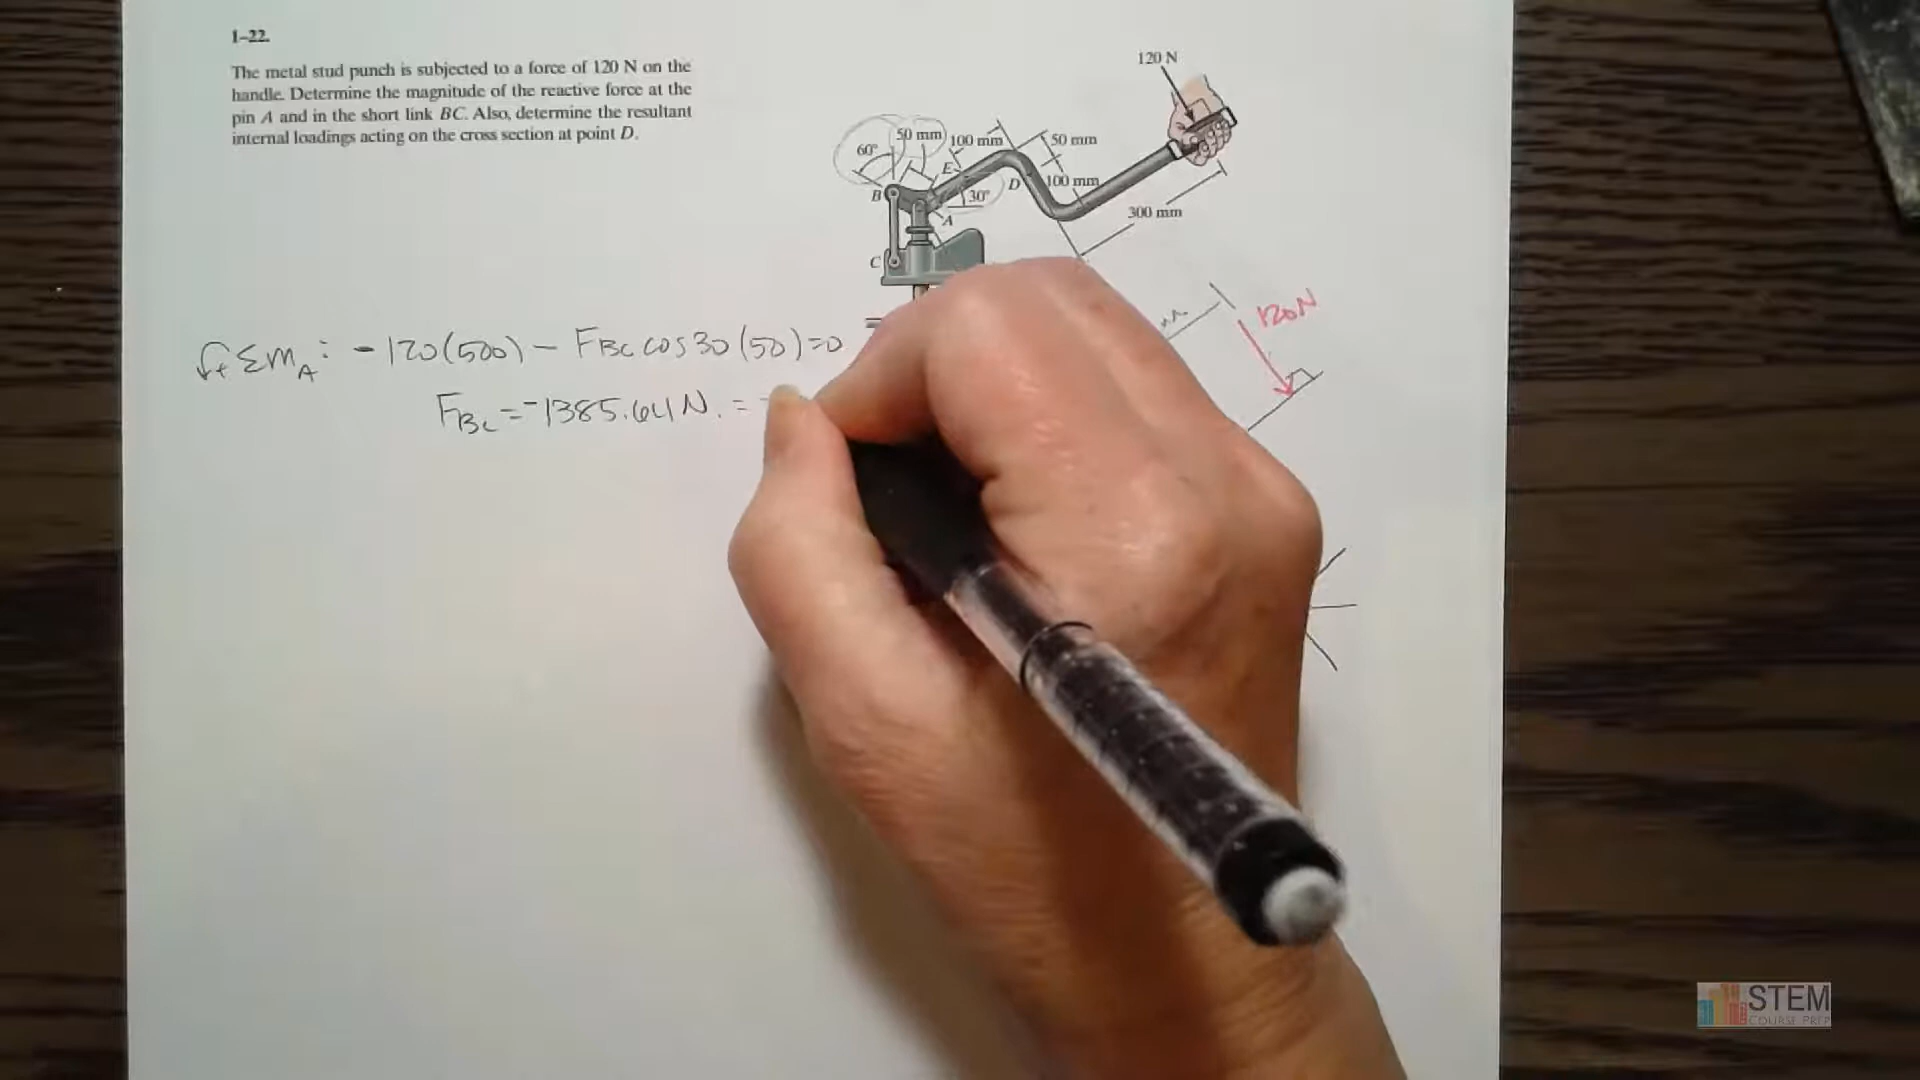 1–22.
The metal stud punch is subjected to a force of 120 N on the
handle. Determine the magnitude of the reactive force at the
pin A and in the short link BC. Also, determine the resultant
internal loadings acting on the cross section at point D.
120 N
50 mm
100 mm
50 mm
60°
E
B
D
100 mm
30°
A
300 mm
C
120N
+ ΣMA: -120(500) - FBC cos30(50)=0
FBC = -1385.641N. = -
STEM
COURSE PREP